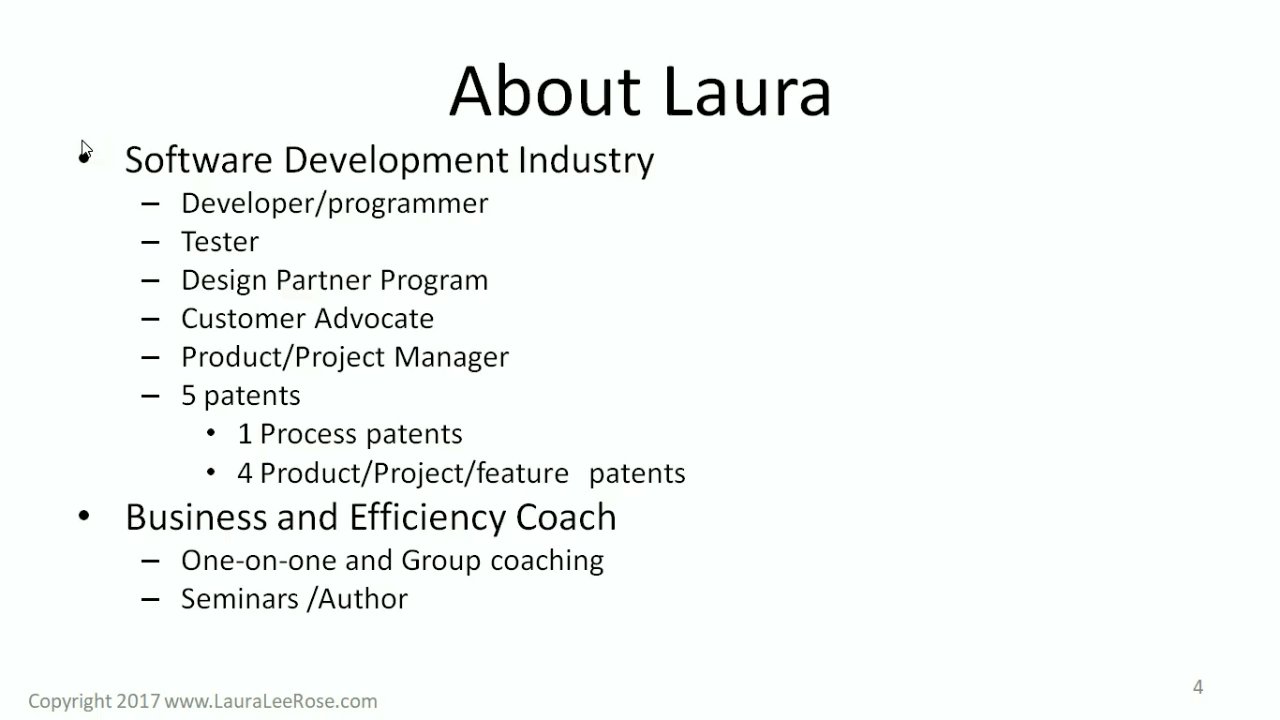 About Laura
• Software Development Industry
– Developer/programmer
– Tester
– Design Partner Program
– Customer Advocate
– Product/Project Manager
– 5 patents
• 1 Process patents
• 4 Product/Project/feature patents
• Business and Efficiency Coach
– One-on-one and Group coaching
– Seminars /Author
Copyright 2017 www.LauraLeeRose.com
4